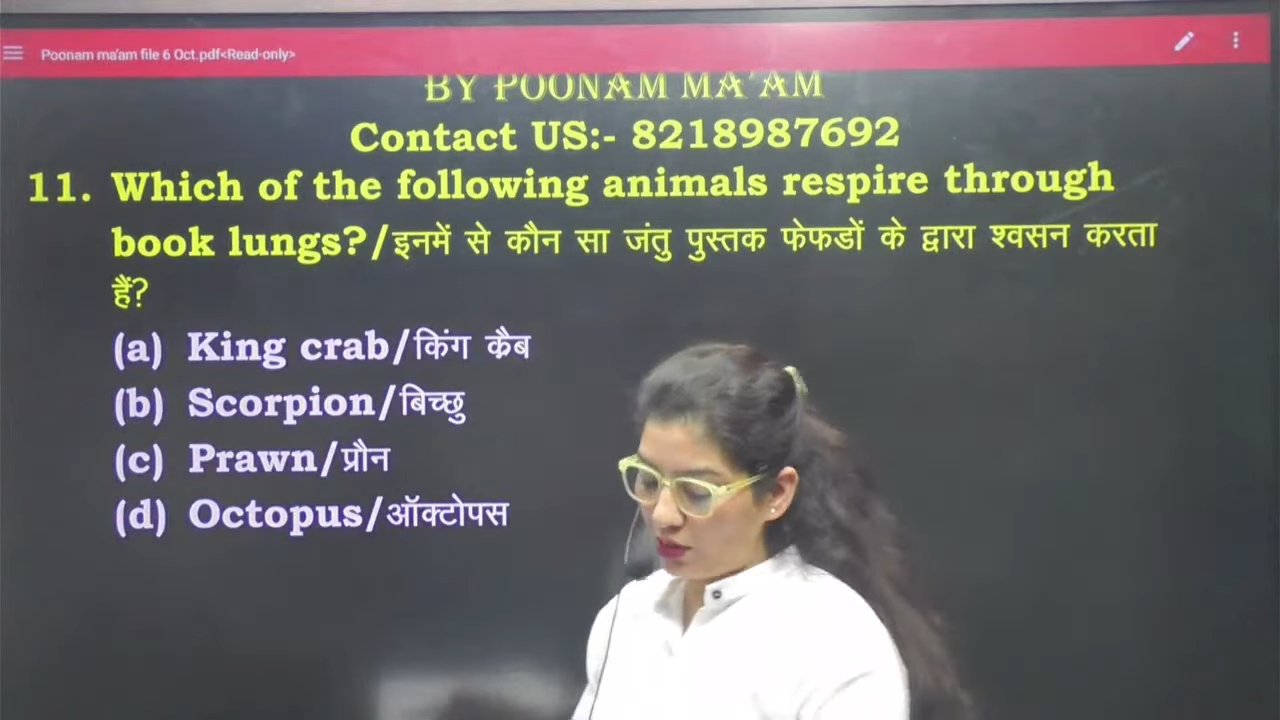 Poonam ma'am file 6 Oct.pdf<Read-only>
BY POONAM MA'AM
Contact US:- 8218987692
11. Which of the following animals respire through
book lungs?/इनमें से कौन सा जंतु पुस्तक फेफडों के द्वारा श्वसन करता
हैं?
(a) King crab/किंग कैब
(b) Scorpion/बिच्छु
(c) Prawn/प्रौन
(d) Octopus/ऑक्टोपस